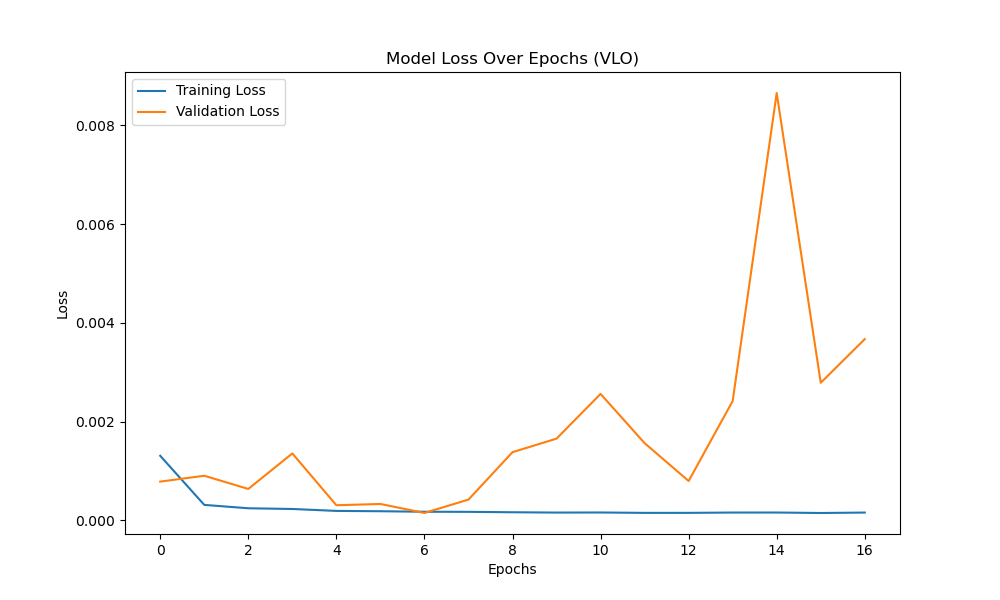 Model Loss Over Epochs (VLO)
Training Loss
Validation Loss
0.008
0.006
0.004
0.002
0.000
Loss
0 2 4 6 8 10 12 14 16
Epochs